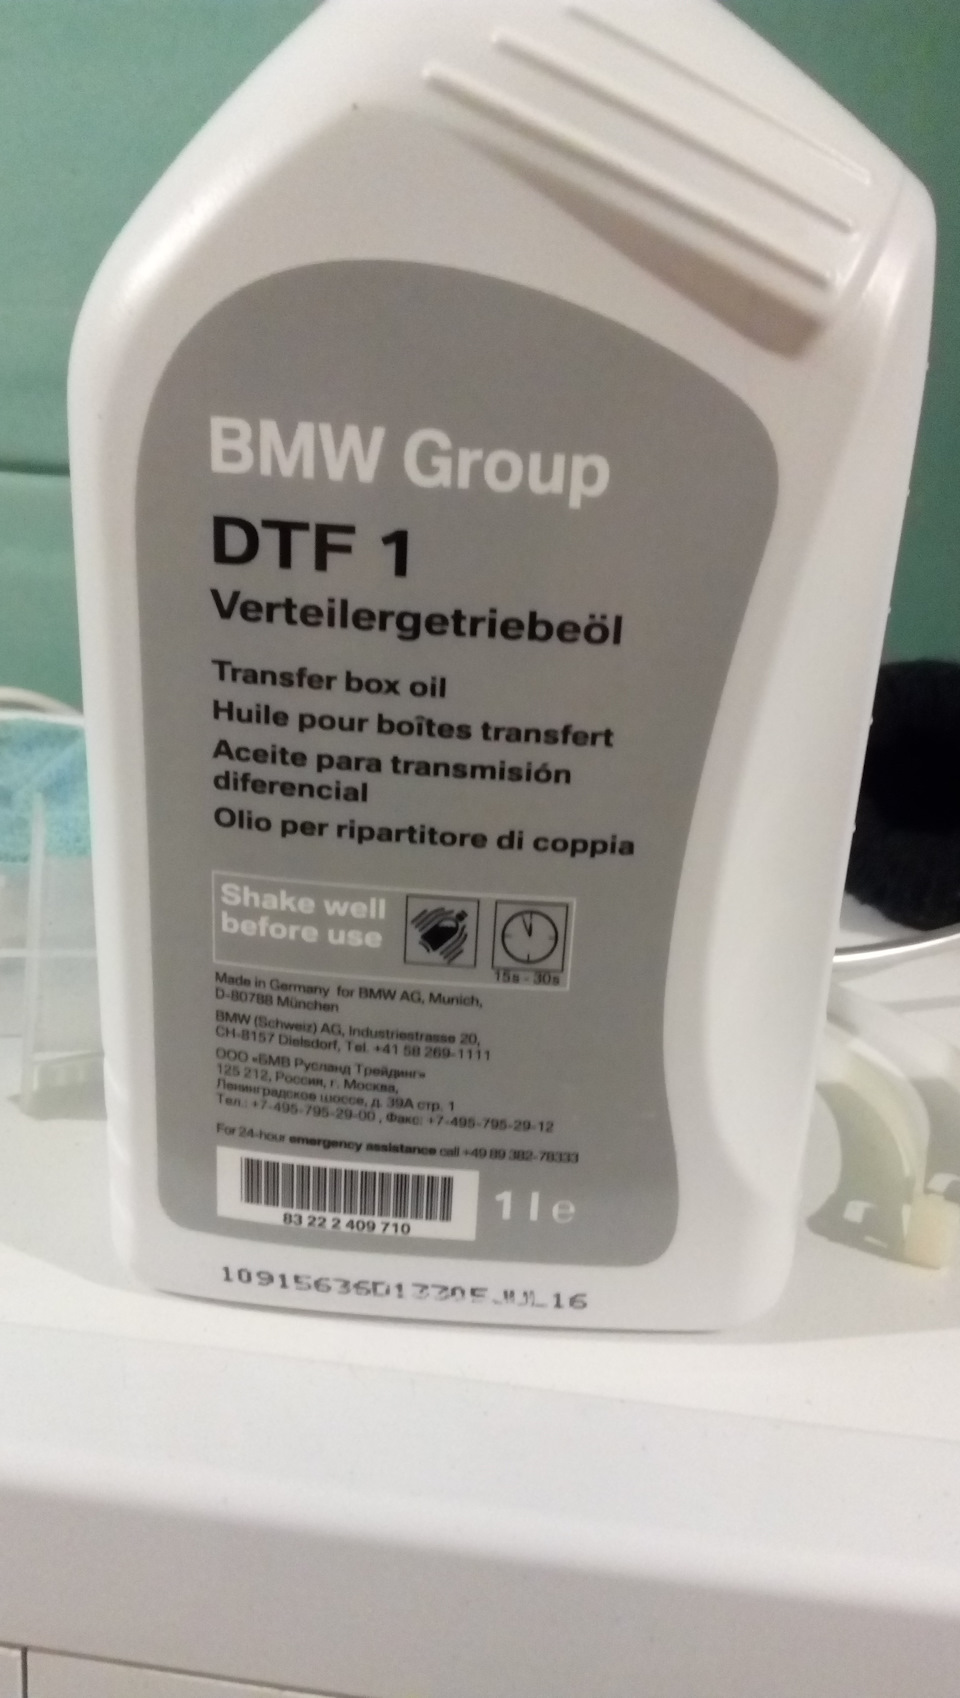 BMW Group
DTF 1
Verteilergetriebeöl
Transfer box oil
Huile pour boîtes transfert
Aceite para transmisión
diferencial
Olio per ripartitore di coppia
Shake well
before use
15s - 30s
Made in Germany for BMW AG, Munich,
D-80788 München
BMW (Schweiz) AG, Industriestrasse 20,
CH-8157 Dielsdorf, Tel. +41 58 269-1111
ООО «БМВ Русланд Трейдинг»
125 212, Россия, г. Москва,
Ленинградское шоссе, д. 39А стр. 1
Тел.: +7-495-795-29-00 , Факс: +7-495-795-29-12
For 24-hour emergency assistance call +49 89 382-78333
83 22 2 409 710
1 l e
JUL 16